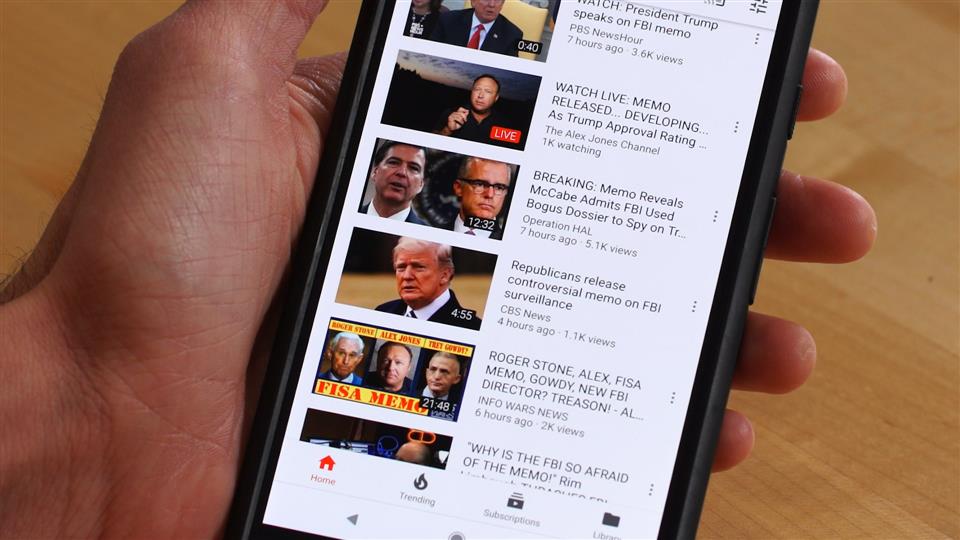 WATCH: President Trump
speaks on FBI memo
PBS NewsHour
7 hours ago · 3.6K views
0:40
WATCH LIVE: MEMO
RELEASED... DEVELOPING...
As Trump Approval Rating ...
The Alex Jones Channel
1K watching
LIVE
BREAKING: Memo Reveals
McCabe Admits FBI Used
Bogus Dossier to Spy on Tr...
Operation HAL
7 hours ago · 5.1K views
12:32
Republicans release
controversial memo on FBI
surveillance
CBS News
4 hours ago · 1.1K views
4:55
ROGER STONE ALEX JONES TREY GOWDY?
FISA MEMO
21:48
ROGER STONE, ALEX, FISA
MEMO, GOWDY, NEW FBI
DIRECTOR? TREASON! - AL...
INFO WARS NEWS
6 hours ago · 2K views
"WHY IS THE FBI SO AFRAID
OF THE MEMO!" Rim
Home
Trending
Subscriptions
Library